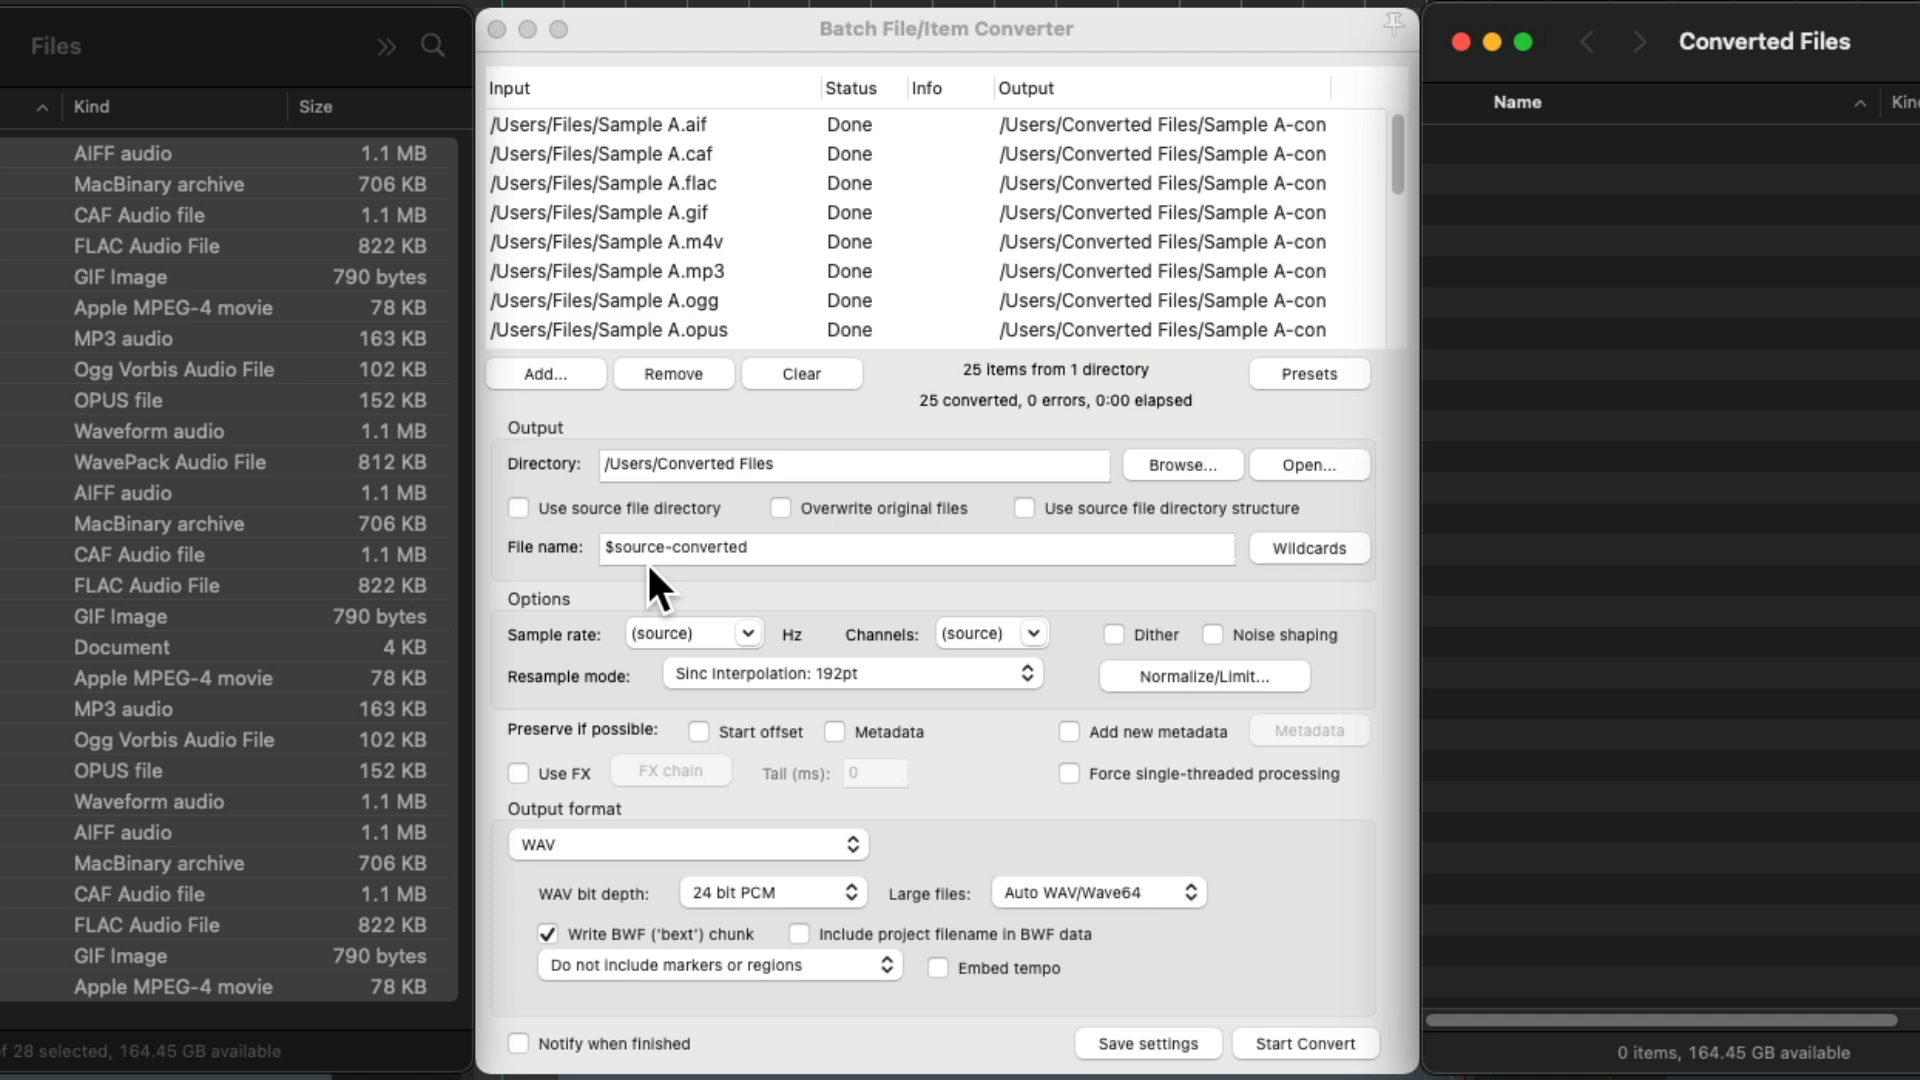 Files
Kind Size
AIFF audio 1.1 MB
MacBinary archive 706 KB
CAF Audio file 1.1 MB
FLAC Audio File 822 KB
GIF Image 790 bytes
Apple MPEG-4 movie 78 KB
MP3 audio 163 KB
Ogg Vorbis Audio File 102 KB
OPUS file 152 KB
Waveform audio 1.1 MB
WavePack Audio File 812 KB
AIFF audio 1.1 MB
MacBinary archive 706 KB
CAF Audio file 1.1 MB
FLAC Audio File 822 KB
GIF Image 790 bytes
Document 4 KB
Apple MPEG-4 movie 78 KB
MP3 audio 163 KB
Ogg Vorbis Audio File 102 KB
OPUS file 152 KB
Waveform audio 1.1 MB
AIFF audio 1.1 MB
MacBinary archive 706 KB
CAF Audio file 1.1 MB
FLAC Audio File 822 KB
GIF Image 790 bytes
Apple MPEG-4 movie 78 KB
f 28 selected, 164.45 GB available
Batch File/Item Converter
Input Status Info Output
/Users/Files/Sample A.aif Done /Users/Converted Files/Sample A-con
/Users/Files/Sample A.caf Done /Users/Converted Files/Sample A-con
/Users/Files/Sample A.flac Done /Users/Converted Files/Sample A-con
/Users/Files/Sample A.gif Done /Users/Converted Files/Sample A-con
/Users/Files/Sample A.m4v Done /Users/Converted Files/Sample A-con
/Users/Files/Sample A.mp3 Done /Users/Converted Files/Sample A-con
/Users/Files/Sample A.ogg Done /Users/Converted Files/Sample A-con
/Users/Files/Sample A.opus Done /Users/Converted Files/Sample A-con
Add... Remove Clear 25 items from 1 directory Presets
25 converted, 0 errors, 0:00 elapsed
Output
Directory: /Users/Converted Files Browse... Open...
Use source file directory Overwrite original files Use source file directory structure
File name: $source-converted Wildcards
Options
Sample rate: (source) Hz Channels: (source) Dither Noise shaping
Resample mode: Sinc Interpolation: 192pt Normalize/Limit...
Preserve if possible: Start offset Metadata Add new metadata Metadata
Use FX FX chain Tail (ms): 0 Force single-threaded processing
Output format
WAV
WAV bit depth: 24 bit PCM Large files: Auto WAV/Wave64
Write BWF ('bext') chunk Include project filename in BWF data
Do not include markers or regions Embed tempo
Notify when finished Save settings Start Convert
Converted Files
Name Kin
0 items, 164.45 GB available